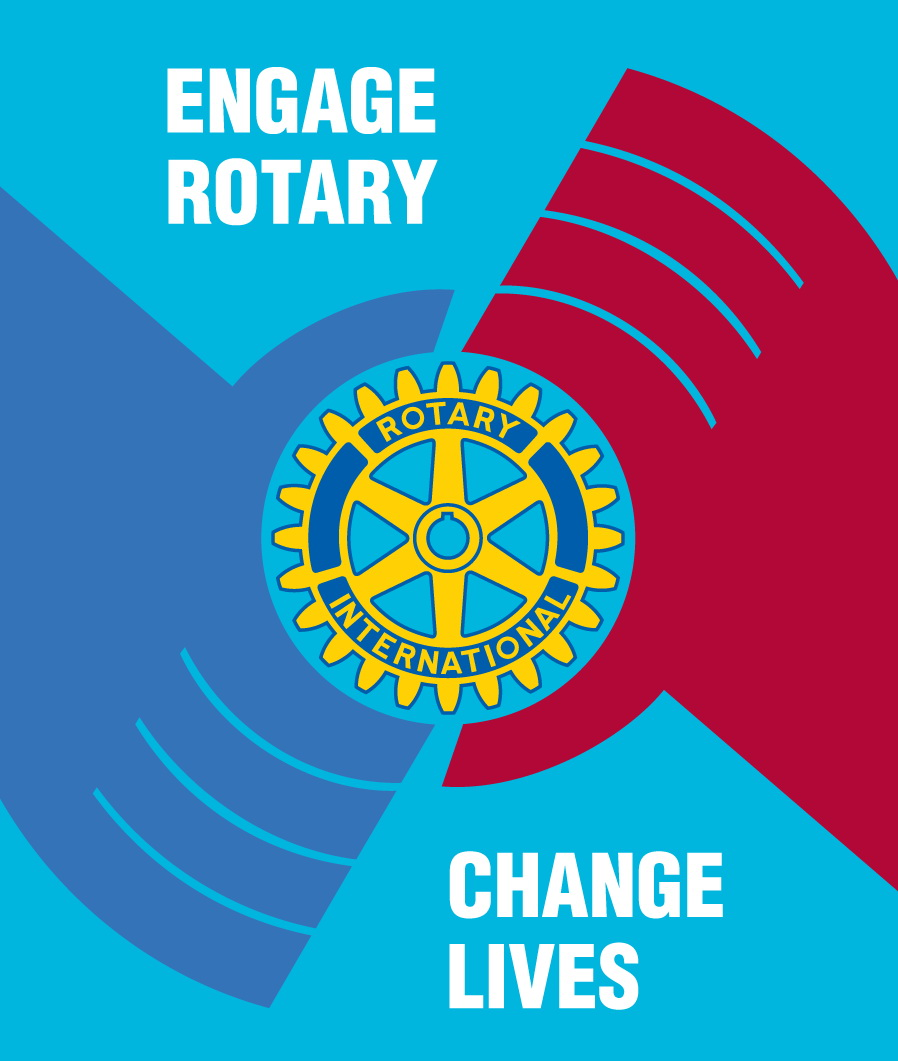 ENGAGE
ROTARY
ROTARY
INTERNATIONAL
CHANGE
LIVES